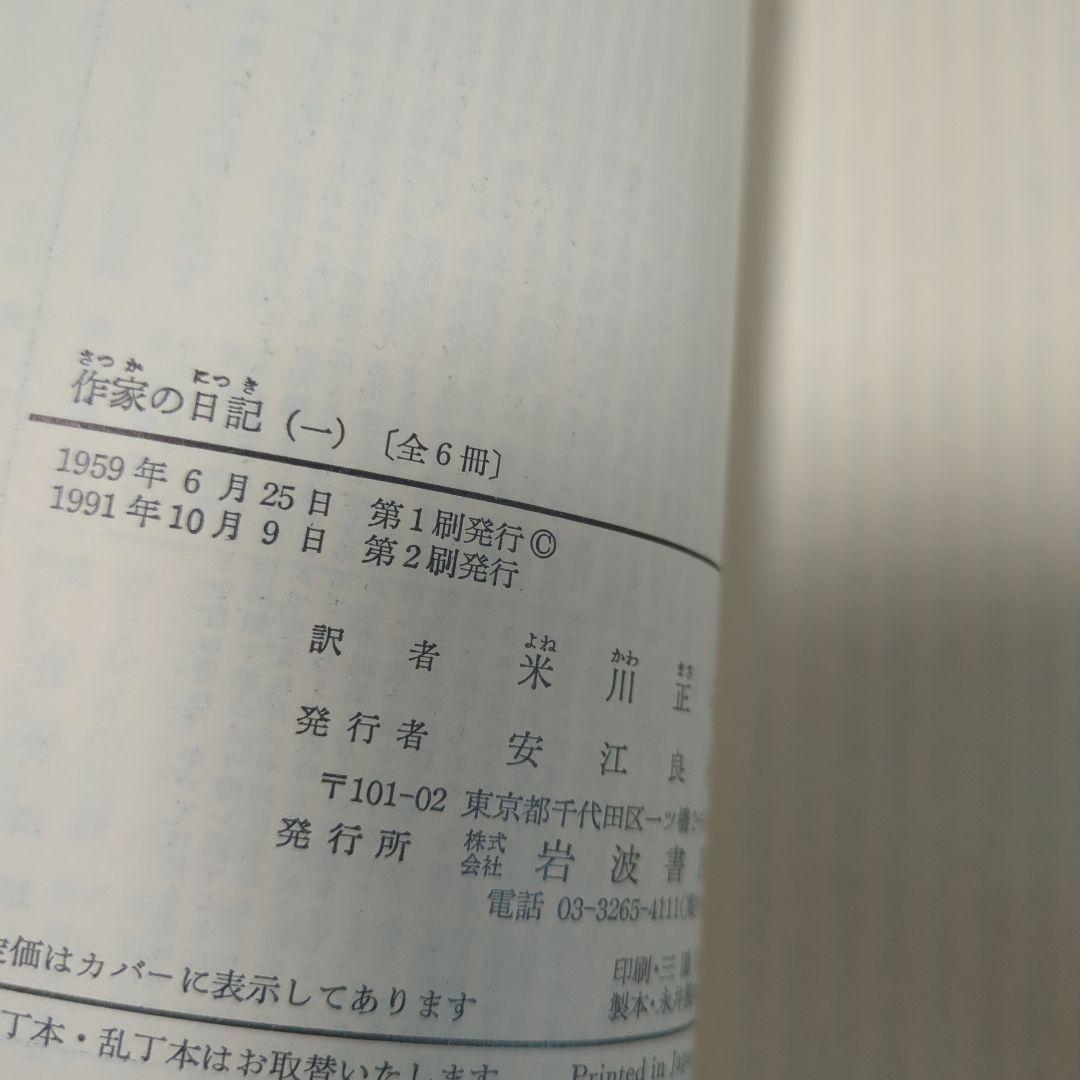 さつか につき
作家の日記（一）〔全6冊〕
1959年6月25日 第1刷発行©
1991年10月9日 第2刷発行
よね かわ まさ
訳者 米川正
発行者 安江良
〒101-02 東京都千代田区一ツ橋2
発行所 株式会社 岩波書
電話 03-3265-4111
定価はカバーに表示してあります
印刷・三
製本・永井
丁本・乱丁本はお取替いたします
Printed in Japa